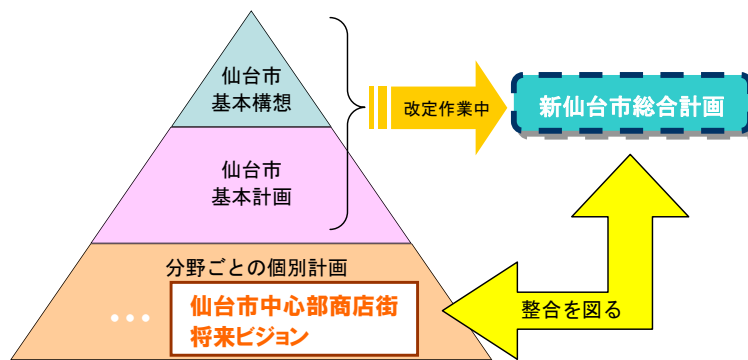 仙台市
基本構想
改定作業中
新仙台市総合計画
仙台市
基本計画
分野ごとの個別計画
…
仙台市中心部商店街
将来ビジョン
整合を図る